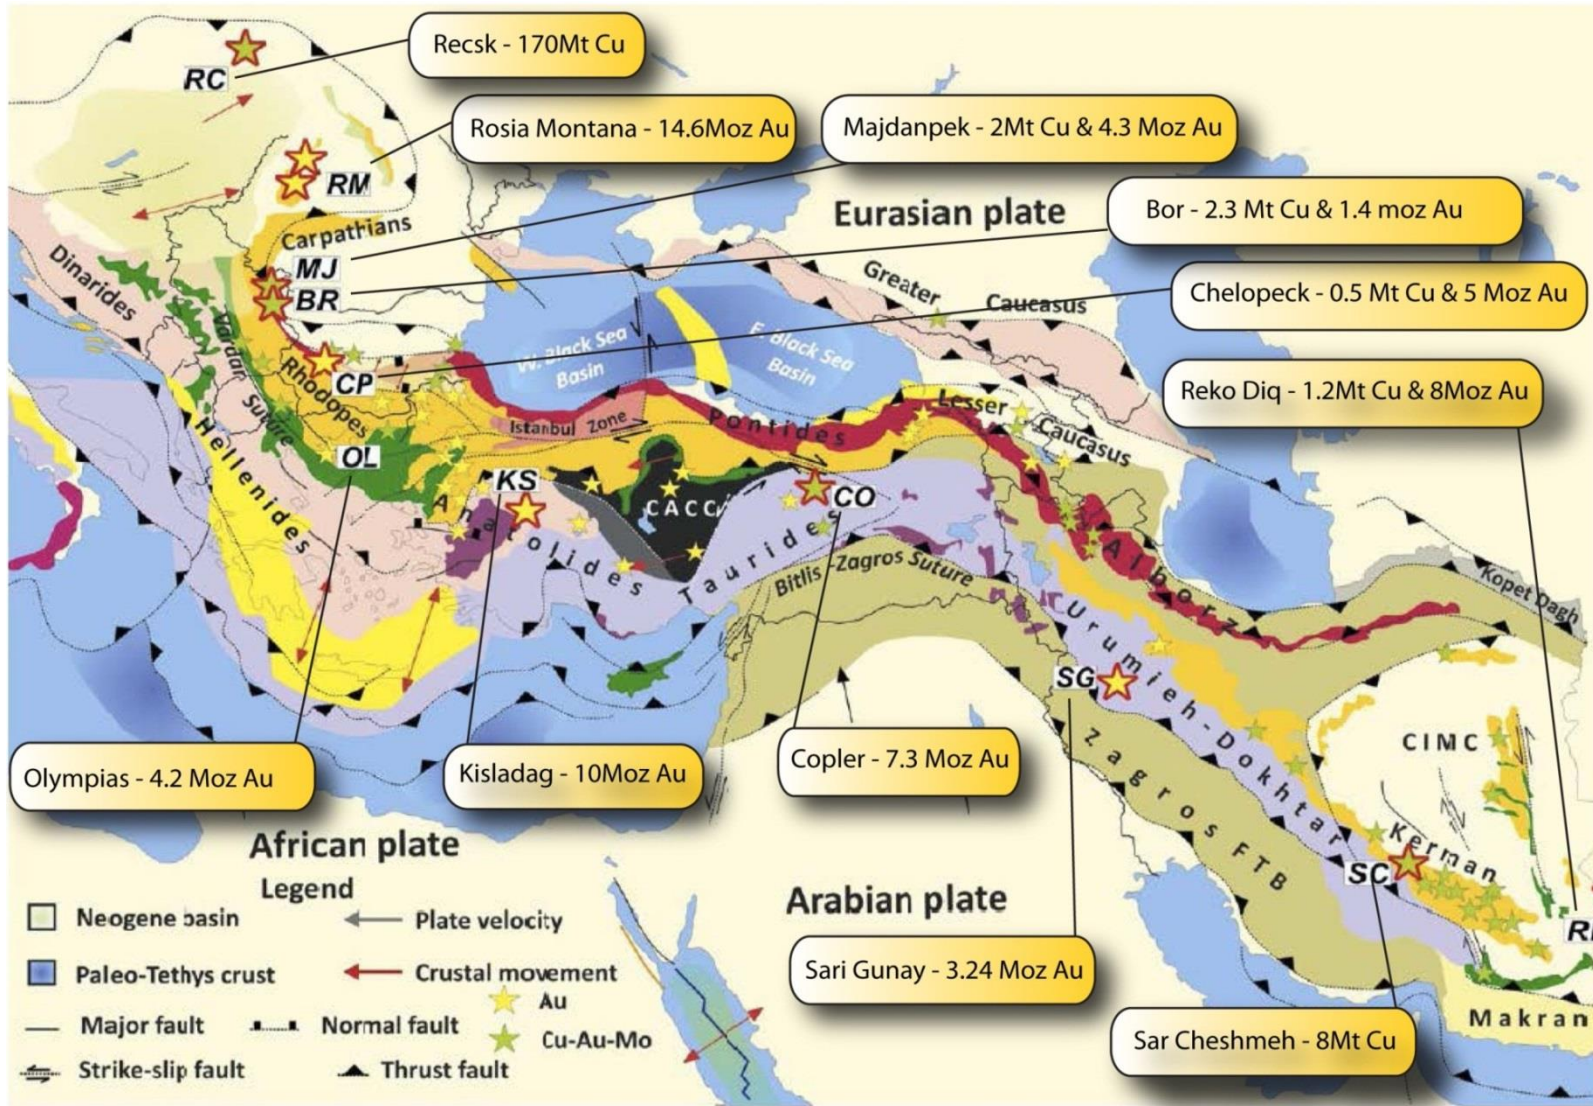 Recsk - 170Mt Cu
RC
Rosia Montana - 14.6Moz Au
Majdanpek - 2Mt Cu & 4.3 Moz Au
RM
Bor - 2.3 Mt Cu & 1.4 moz Au
Eurasian plate
Carpathians
MJ
Dinarides
BR
Greater
Caucasus
Chelopeck - 0.5 Mt Cu & 5 Moz Au
Vardar
Suture
W. Black Sea
Basin
E. Black Sea
Basin
Rhodopes
CP
Reko Diq - 1.2Mt Cu & 8Moz Au
Lesser
Caucasus
Istanbul Zone
Pontides
Hellenides
OL
KS
Anatolides
CACC
CO
Taurides
Bitlis-Zagros Suture
Alborz
Kopet Dagh
Urumieh-Dokhtar
SG
CIMC
Zagros FTB
Olympias - 4.2 Moz Au
Kisladag - 10Moz Au
Copler - 7.3 Moz Au
Kerman
SC
African plate
Arabian plate
R
Legend
Neogene basin
Plate velocity
Paleo-Tethys crust
Crustal movement
Au
Major fault
Normal fault
Cu-Au-Mo
Strike-slip fault
Thrust fault
Sari Gunay - 3.24 Moz Au
Makran
Sar Cheshmeh - 8Mt Cu